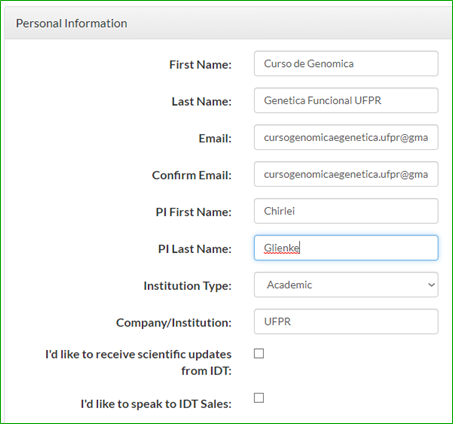 Personal Information
First Name: Curso de Genomica
Last Name: Genetica Funcional UFPR
Email: cursogenomicaegenetica.ufpr@gma
Confirm Email: cursogenomicaegenetica.ufpr@gma
PI First Name: Chirlei
PI Last Name: Glienke
Institution Type: Academic
Company/Institution: UFPR
I'd like to receive scientific updates
from IDT:
I'd like to speak to IDT Sales: